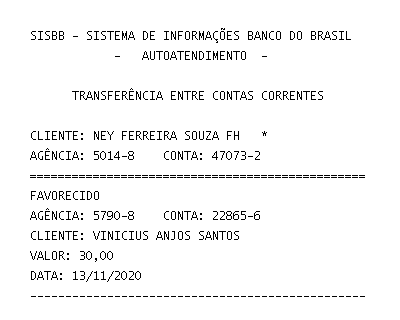 SISBB - SISTEMA DE INFORMAÇÕES BANCO DO BRASIL
- AUTOATENDIMENTO -
TRANSFERÊNCIA ENTRE CONTAS CORRENTES
CLIENTE: NEY FERREIRA SOUZA FH *
AGÊNCIA: 5014-8 CONTA: 47073-2
================================================
FAVORECIDO
AGÊNCIA: 5790-8 CONTA: 22865-6
CLIENTE: VINICIUS ANJOS SANTOS
VALOR: 30,00
DATA: 13/11/2020
------------------------------------------------